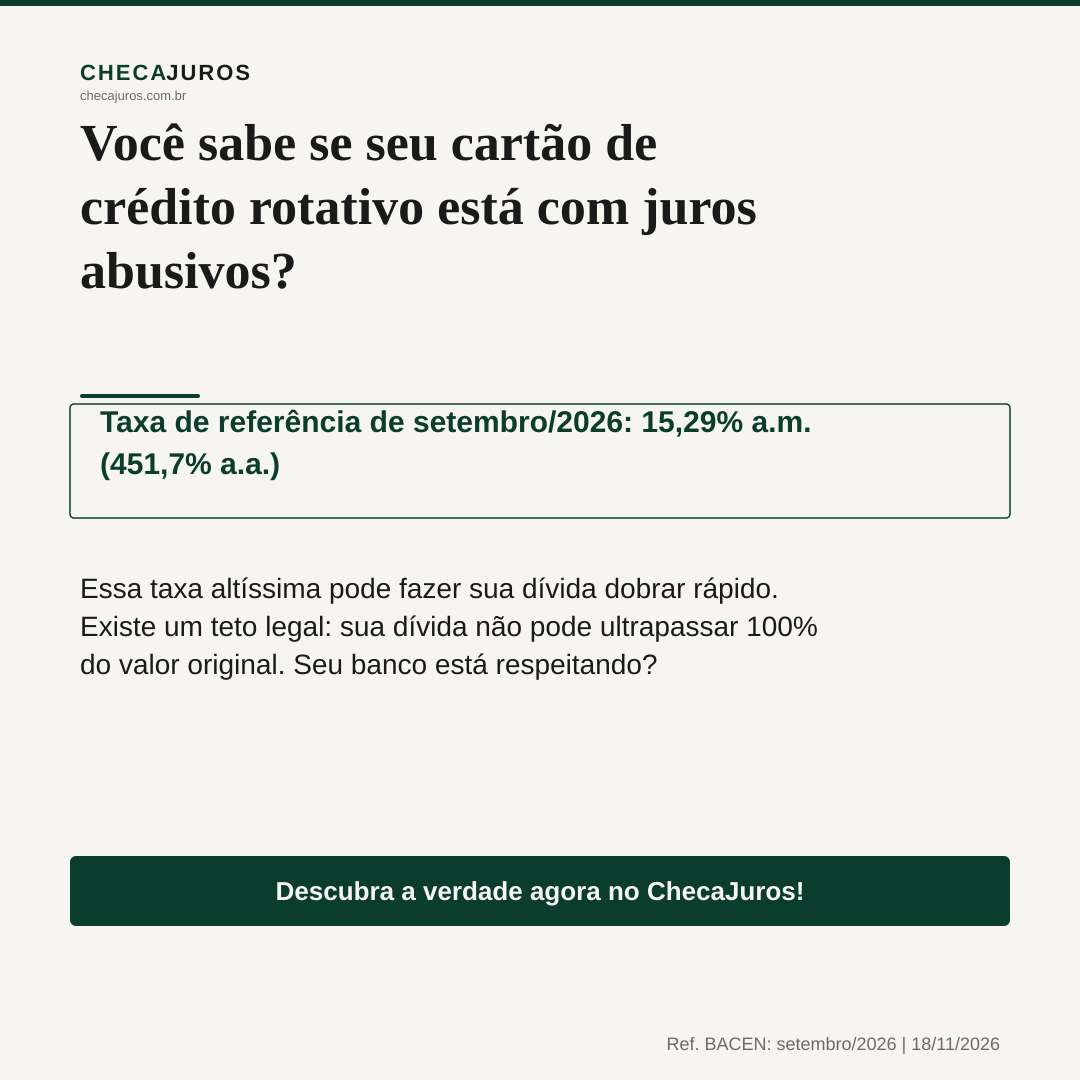 CHECAJUROS
checajuros.com.br
Você sabe se seu cartão de
crédito rotativo está com juros
abusivos?
Taxa de referência de setembro/2026: 15,29% a.m.
(451,7% a.a.)
Essa taxa altíssima pode fazer sua dívida dobrar rápido.
Existe um teto legal: sua dívida não pode ultrapassar 100%
do valor original. Seu banco está respeitando?
Descubra a verdade agora no ChecaJuros!
Ref. BACEN: setembro/2026 | 18/11/2026